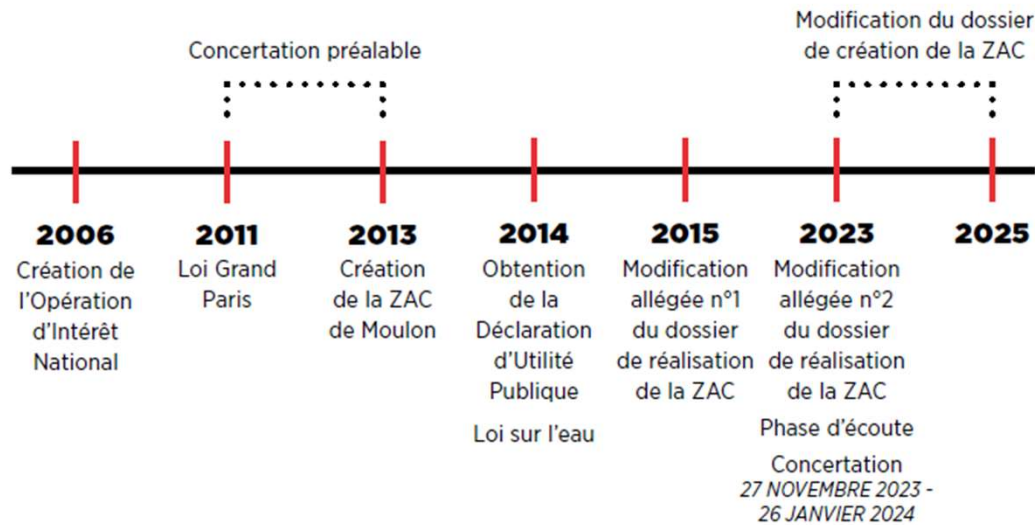 Concertation préalable
Modification du dossier
de création de la ZAC
2006
Création de
l'Opération
d'Intérêt
National
2011
Loi Grand
Paris
2013
Création
de la ZAC
de Moulon
2014
Obtention
de la
Déclaration
d'Utilité
Publique
Loi sur l'eau
2015
Modification
allégée n°1
du dossier
de réalisation
de la ZAC
2023
Modification
allégée n°2
du dossier
de réalisation
de la ZAC
Phase d'écoute
Concertation
27 NOVEMBRE 2023 -
26 JANVIER 2024
2025